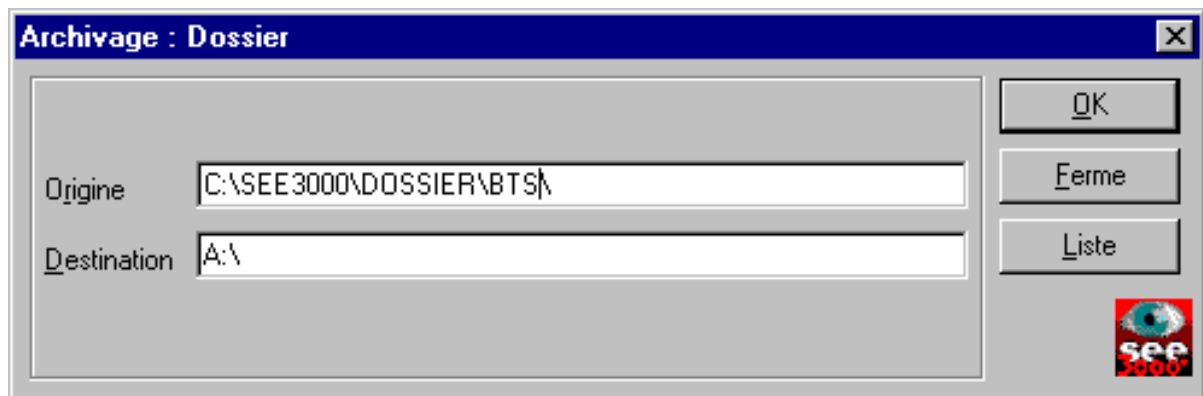 Archivage : Dossier
OK
Origine C:\SEE3000\DOSSIER\BTS\
Ferme
Destination A:\
Liste
see
3000